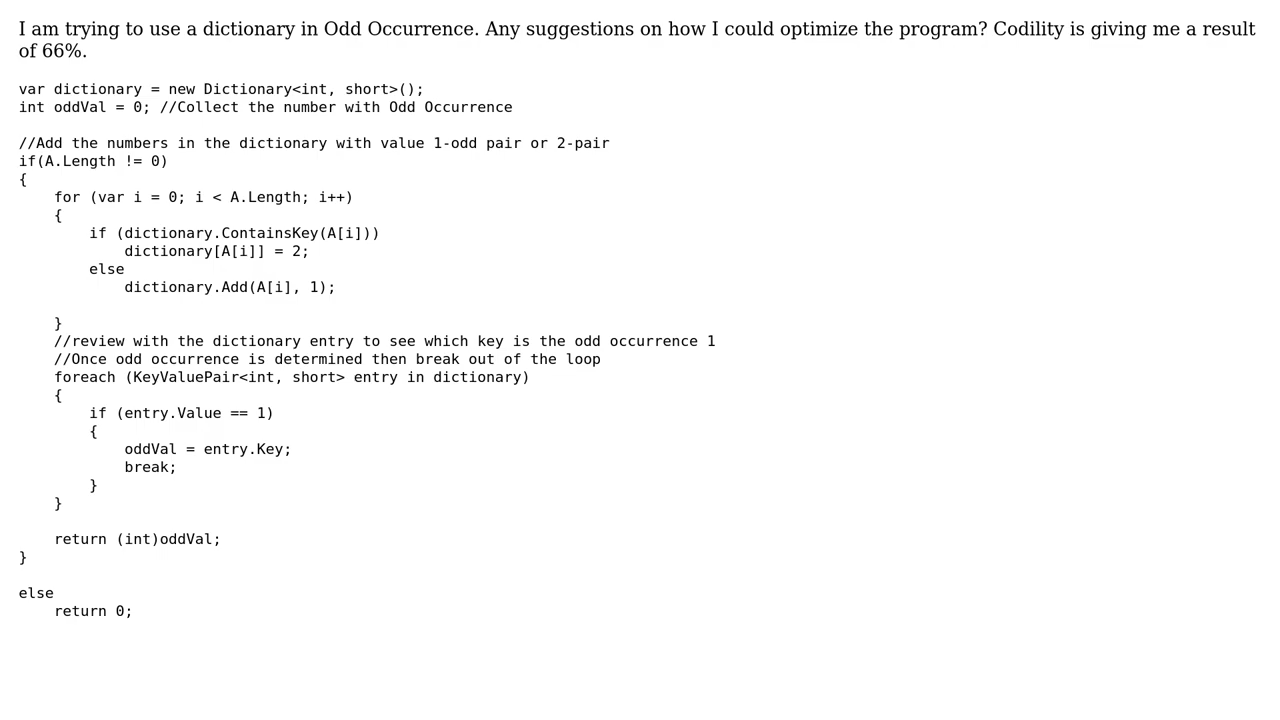 I am trying to use a dictionary in Odd Occurrence. Any suggestions on how I could optimize the program? Codility is giving me a result
of 66%.

var dictionary = new Dictionary<int, short>();
int oddVal = 0; //Collect the number with Odd Occurrence

//Add the numbers in the dictionary with value 1-odd pair or 2-pair
if(A.Length != 0)
{
    for (var i = 0; i < A.Length; i++)
    {
        if (dictionary.ContainsKey(A[i]))
            dictionary[A[i]] = 2;
        else
            dictionary.Add(A[i], 1);

    }
    //review with the dictionary entry to see which key is the odd occurrence 1
    //Once odd occurrence is determined then break out of the loop
    foreach (KeyValuePair<int, short> entry in dictionary)
    {
        if (entry.Value == 1)
        {
            oddVal = entry.Key;
            break;
        }
    }

    return (int)oddVal;
}

else
    return 0;